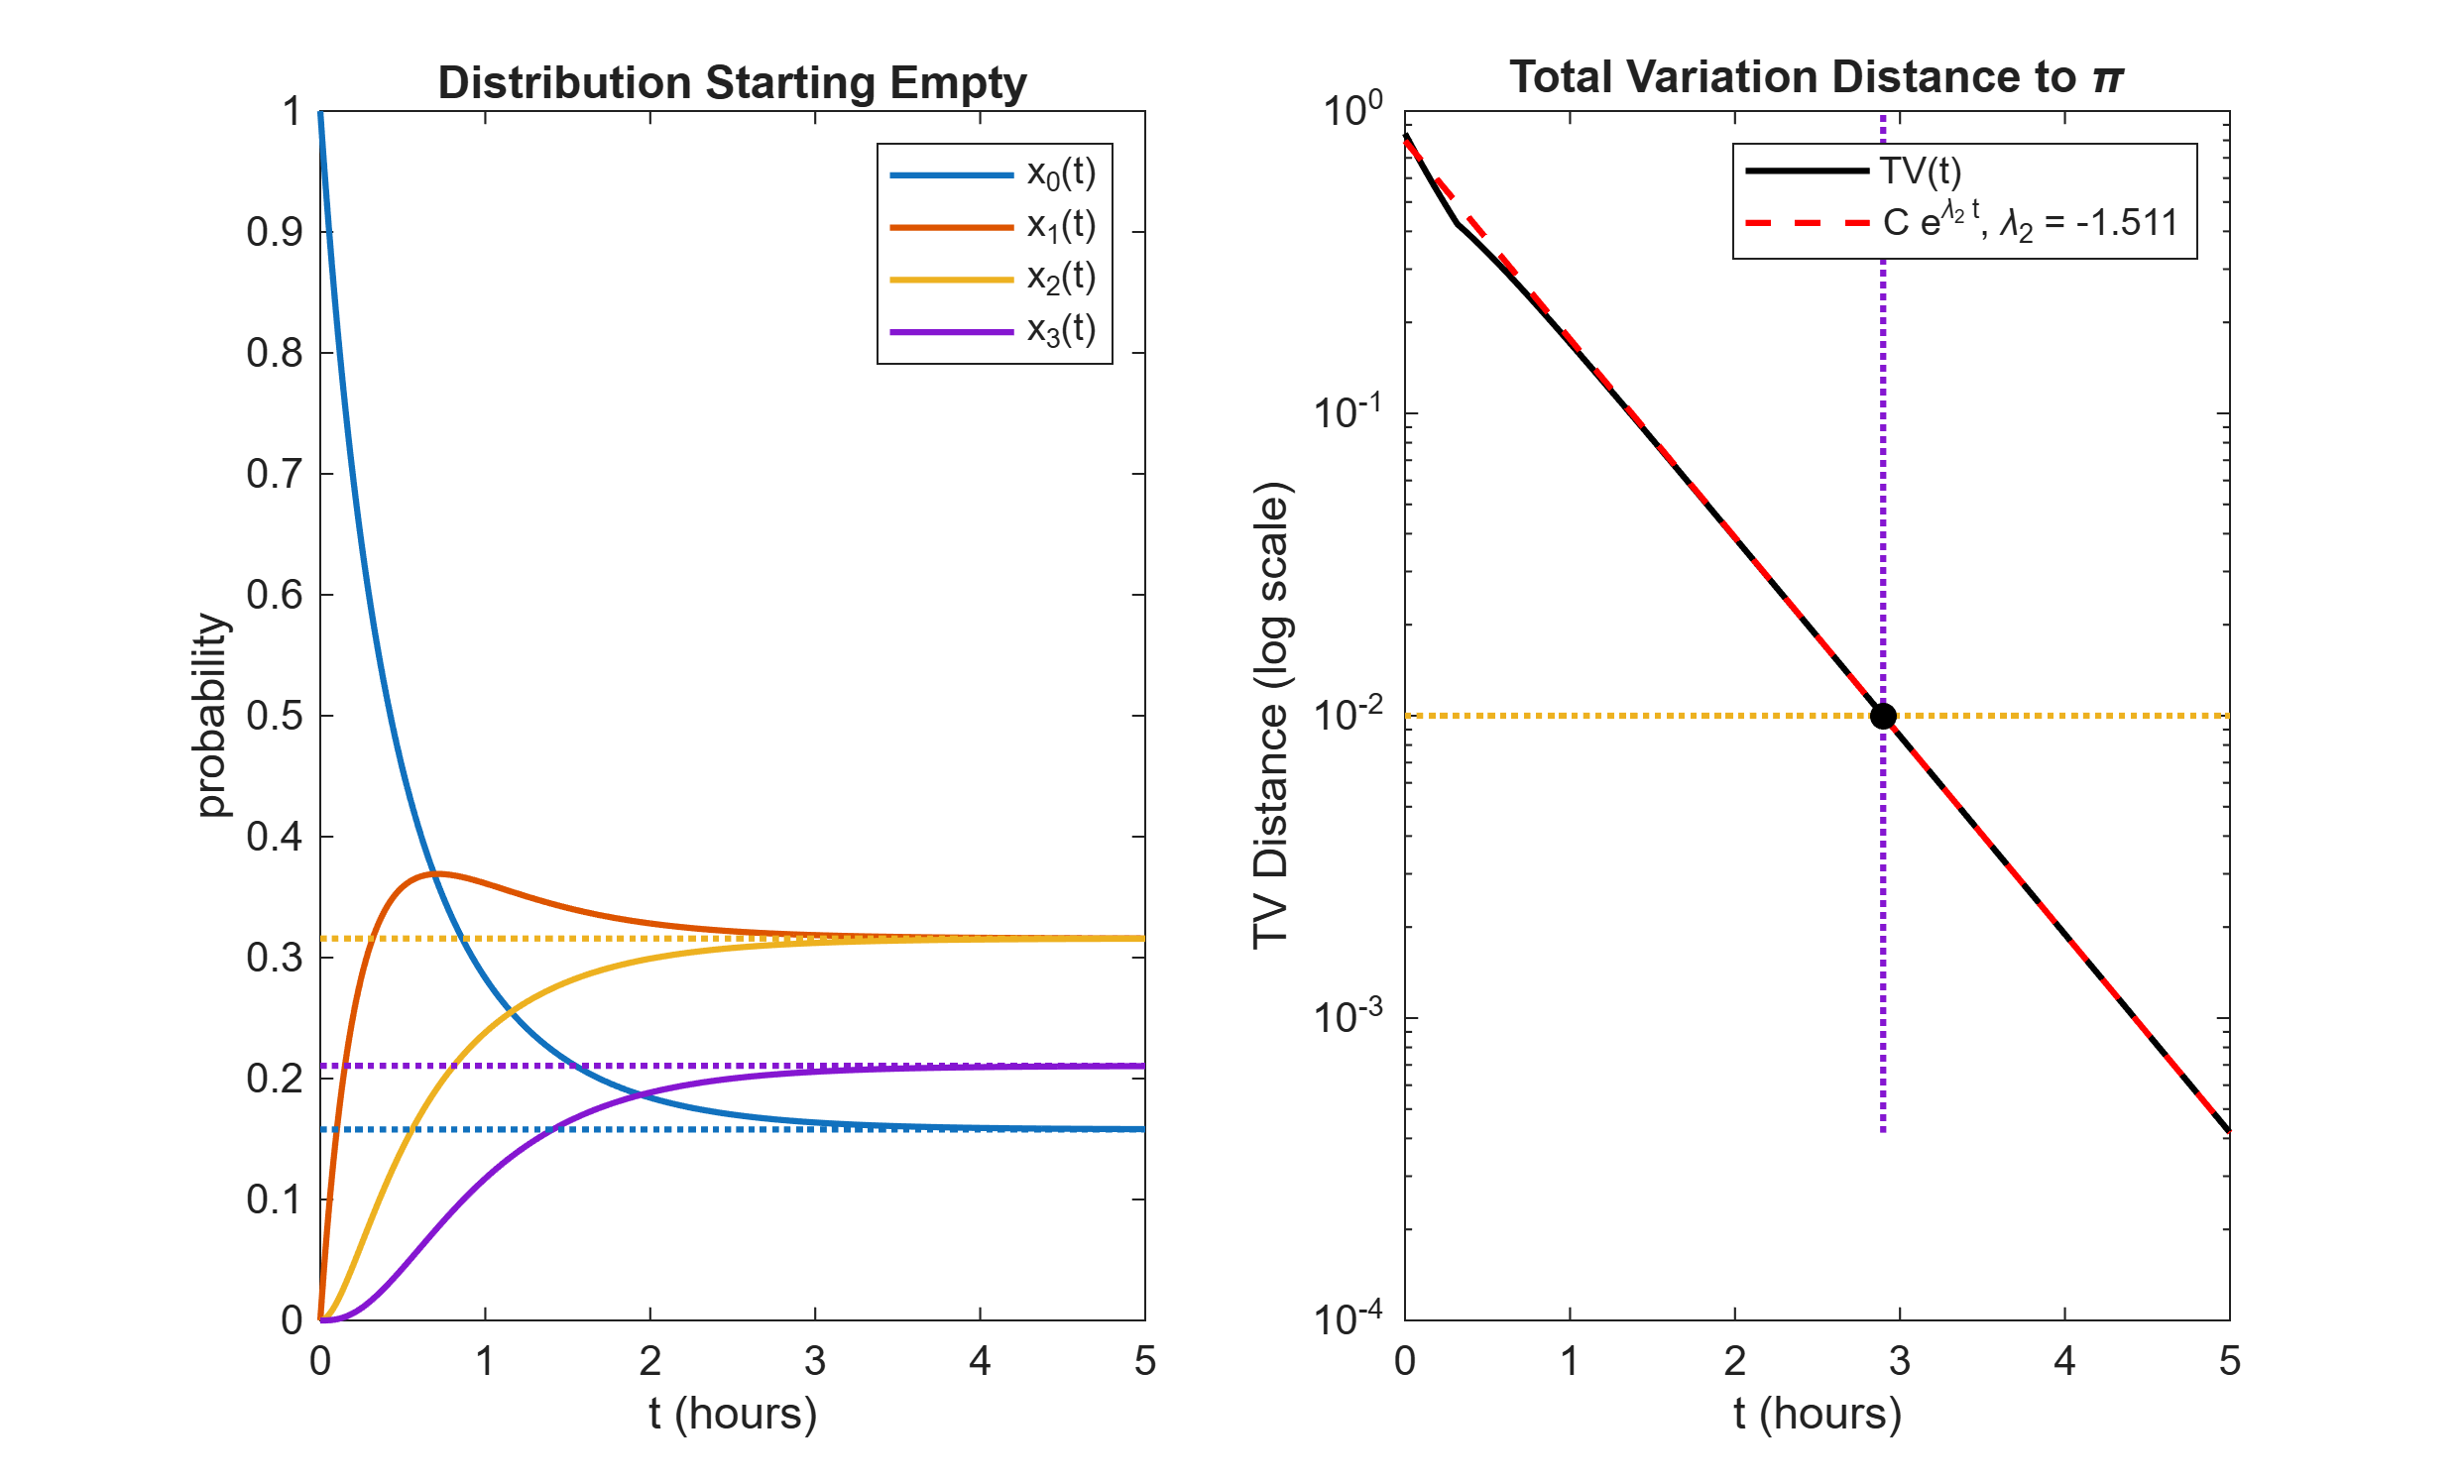 Distribution Starting Empty
1
0.9
0.8
0.7
0.6
0.5
0.4
0.3
0.2
0.1
0
probability
0 1 2 3 4 5
t (hours)
x₀(t)
x₁(t)
x₂(t)
x₃(t)
Total Variation Distance to π
10⁰
10⁻¹
10⁻²
10⁻³
10⁻⁴
TV Distance (log scale)
0 1 2 3 4 5
t (hours)
TV(t)
C e^{λ₂ t}, λ₂ = -1.511